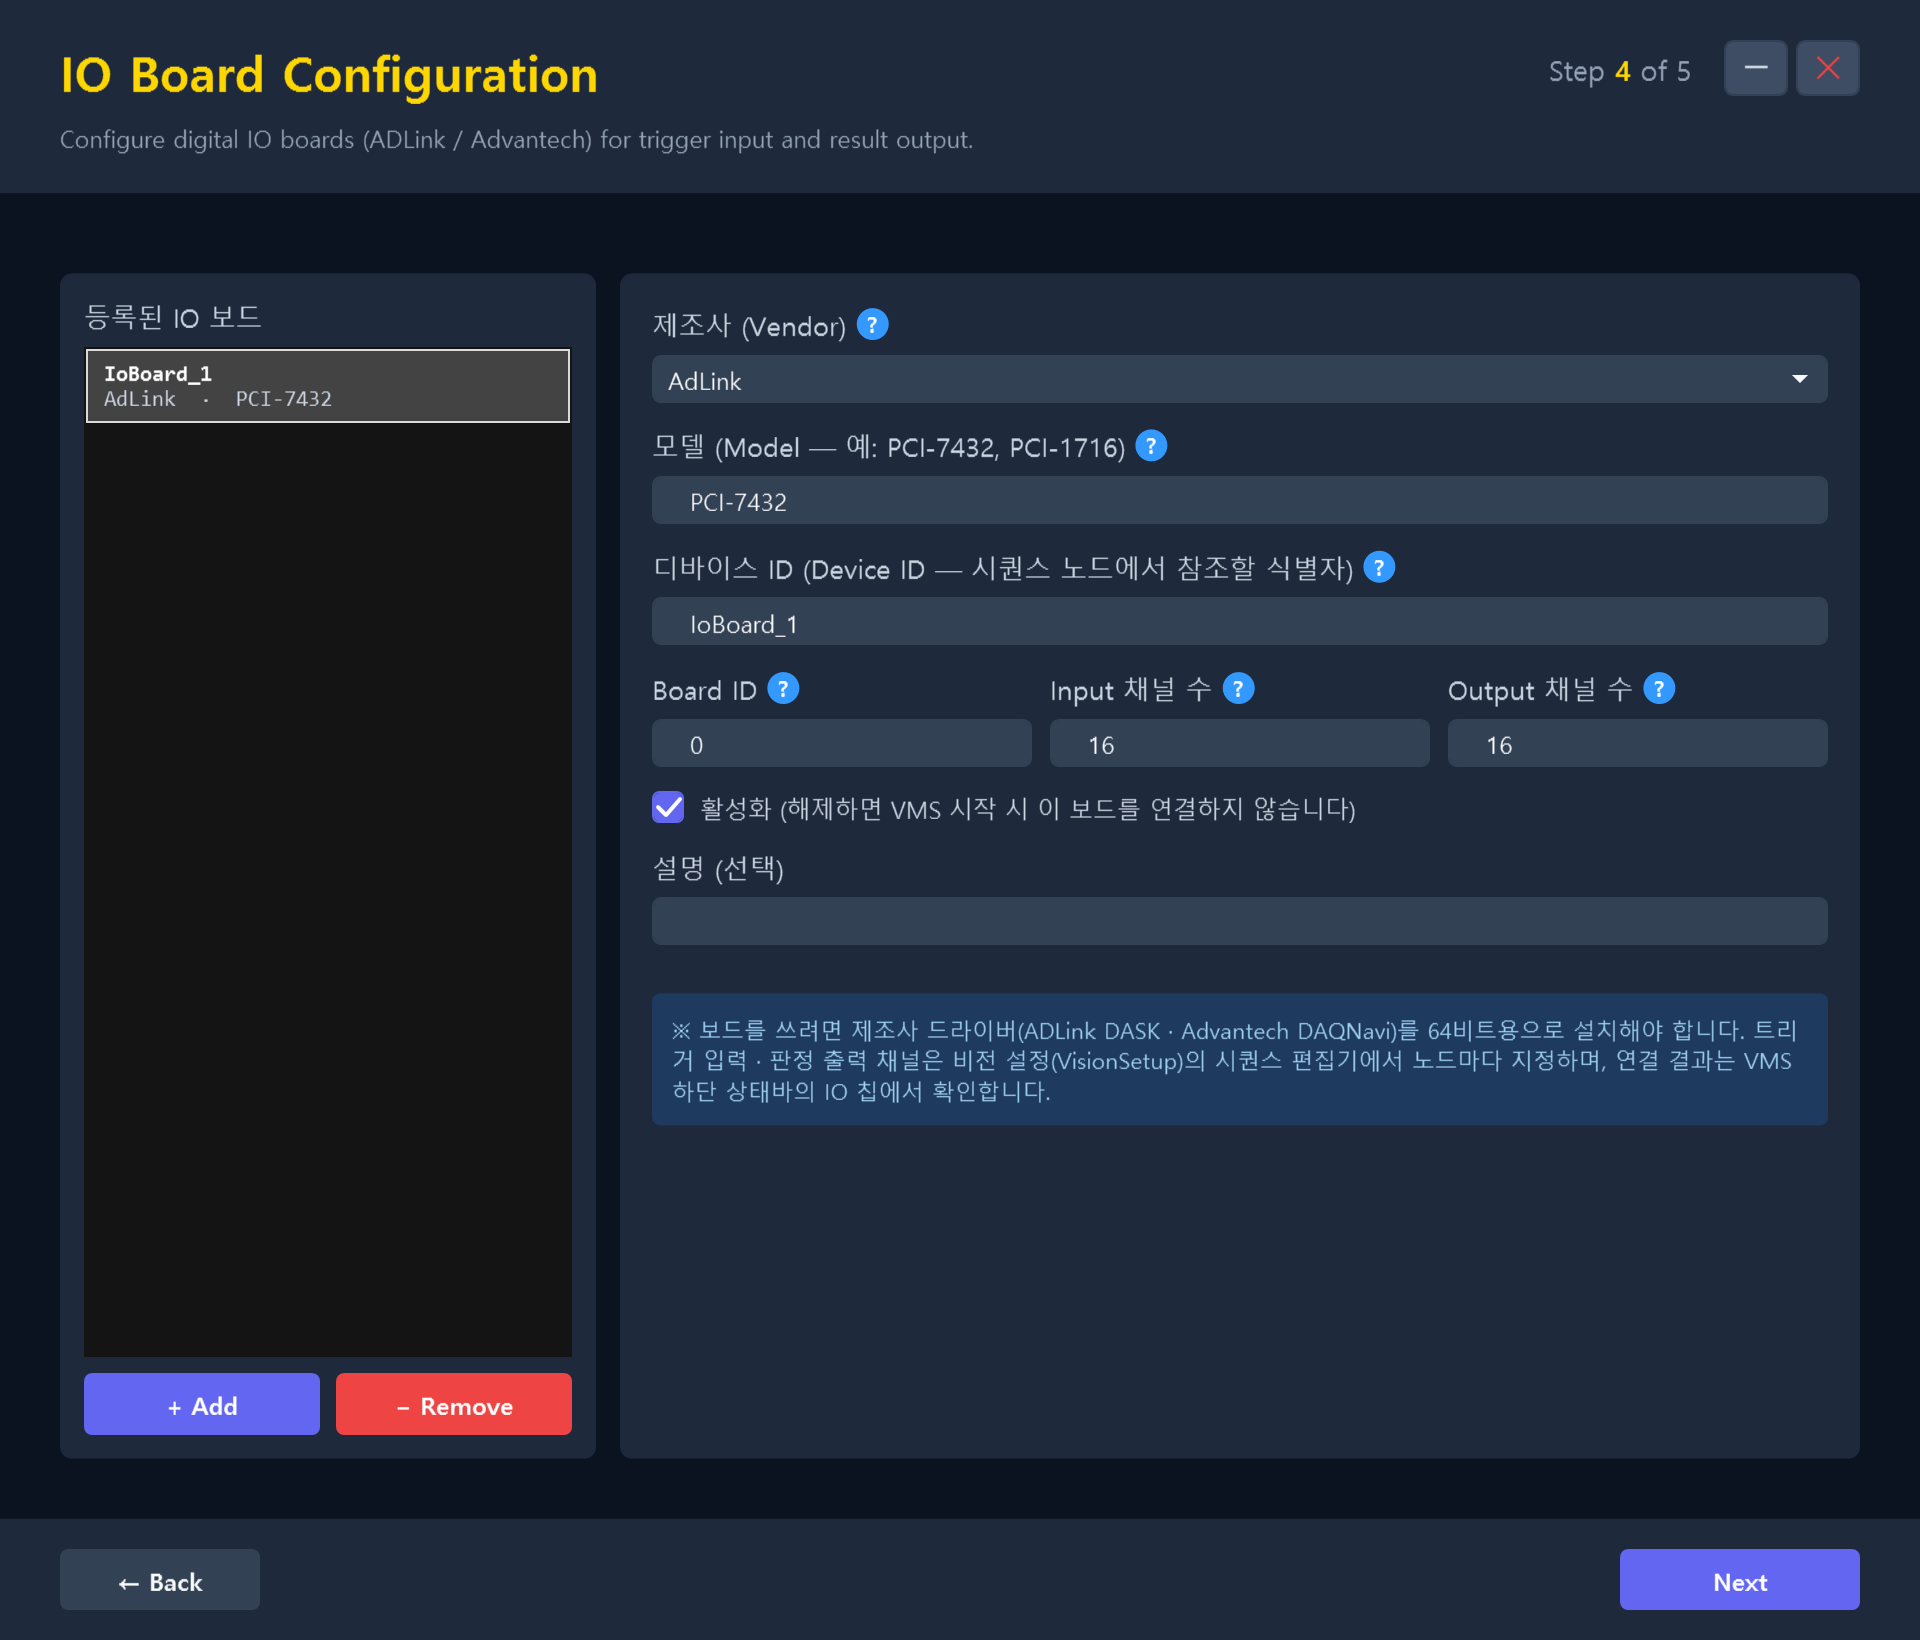 IO Board Configuration
Step 4 of 5
Configure digital IO boards (ADLink / Advantech) for trigger input and result output.
등록된 IO 보드
IoBoard_1
AdLink · PCI-7432
+ Add
− Remove
제조사 (Vendor) ?
AdLink
모델 (Model — 예: PCI-7432, PCI-1716) ?
PCI-7432
디바이스 ID (Device ID — 시퀀스 노드에서 참조할 식별자) ?
IoBoard_1
Board ID ? Input 채널 수 ? Output 채널 수 ?
0 16 16
활성화 (해제하면 VMS 시작 시 이 보드를 연결하지 않습니다)
설명 (선택)
※ 보드를 쓰려면 제조사 드라이버(ADLink DASK · Advantech DAQNavi)를 64비트용으로 설치해야 합니다. 트리
거 입력 · 판정 출력 채널은 비전 설정(VisionSetup)의 시퀀스 편집기에서 노드마다 지정하며, 연결 결과는 VMS
하단 상태바의 IO 칩에서 확인합니다.
← Back
Next